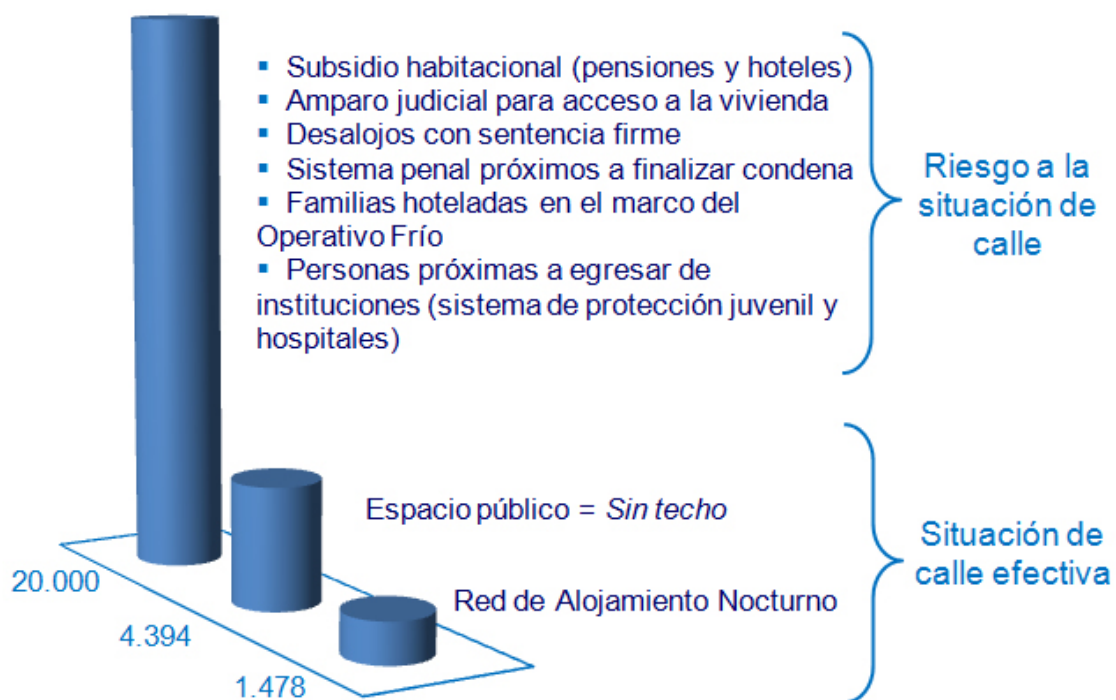 ▪ Subsidio habitacional (pensiones y hoteles)
▪ Amparo judicial para acceso a la vivienda
▪ Desalojos con sentencia firme
▪ Sistema penal próximos a finalizar condena
▪ Familias hoteladas en el marco del
Operativo Frío
▪ Personas próximas a egresar de
instituciones (sistema de protección juvenil y
hospitales)
Riesgo a la
situación de
calle
Espacio público = Sin techo
Red de Alojamiento Nocturno
Situación de
calle efectiva
20.000
4.394
1.478